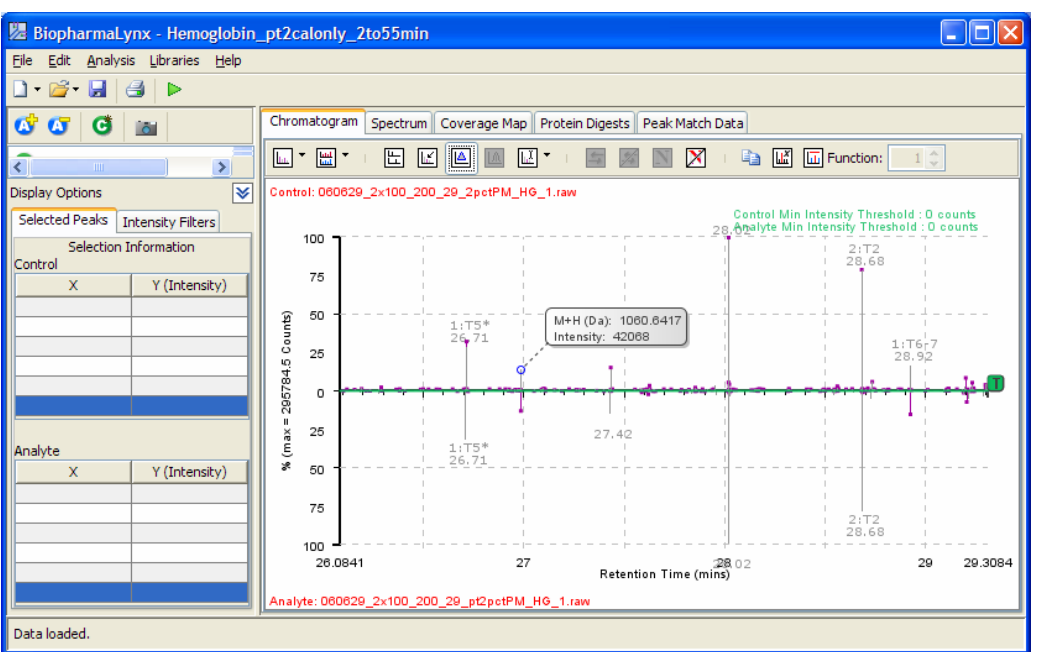 BiopharmaLynx - Hemoglobin_pt2calonly_2to55min
File Edit Analysis Libraries Help
Chromatogram Spectrum Coverage Map Protein Digests Peak Match Data
Function: 1
Display Options
Selected Peaks Intensity Filters
Selection Information
Control
X Y (Intensity)
Analyte
X Y (Intensity)
Control: 060629_2x100_200_29_2pctPM_HG_1.raw
Control Min Intensity Threshold : 0 counts
Analyte Min Intensity Threshold : 0 counts
28.02
2:T2
28.68
1:T5*
26.71
M+H (Da): 1060.6417
Intensity: 42068
1:T6-7
28.92
T
% (max = 295784.5 Counts)
100
75
50
25
0
25
50
75
100
27.42
1:T5*
26.71
2:T2
28.68
28.02
26.0841 27 28 29 29.3084
Retention Time (mins)
Analyte: 060629_2x100_200_29_pt2pctPM_HG_1.raw
Data loaded.